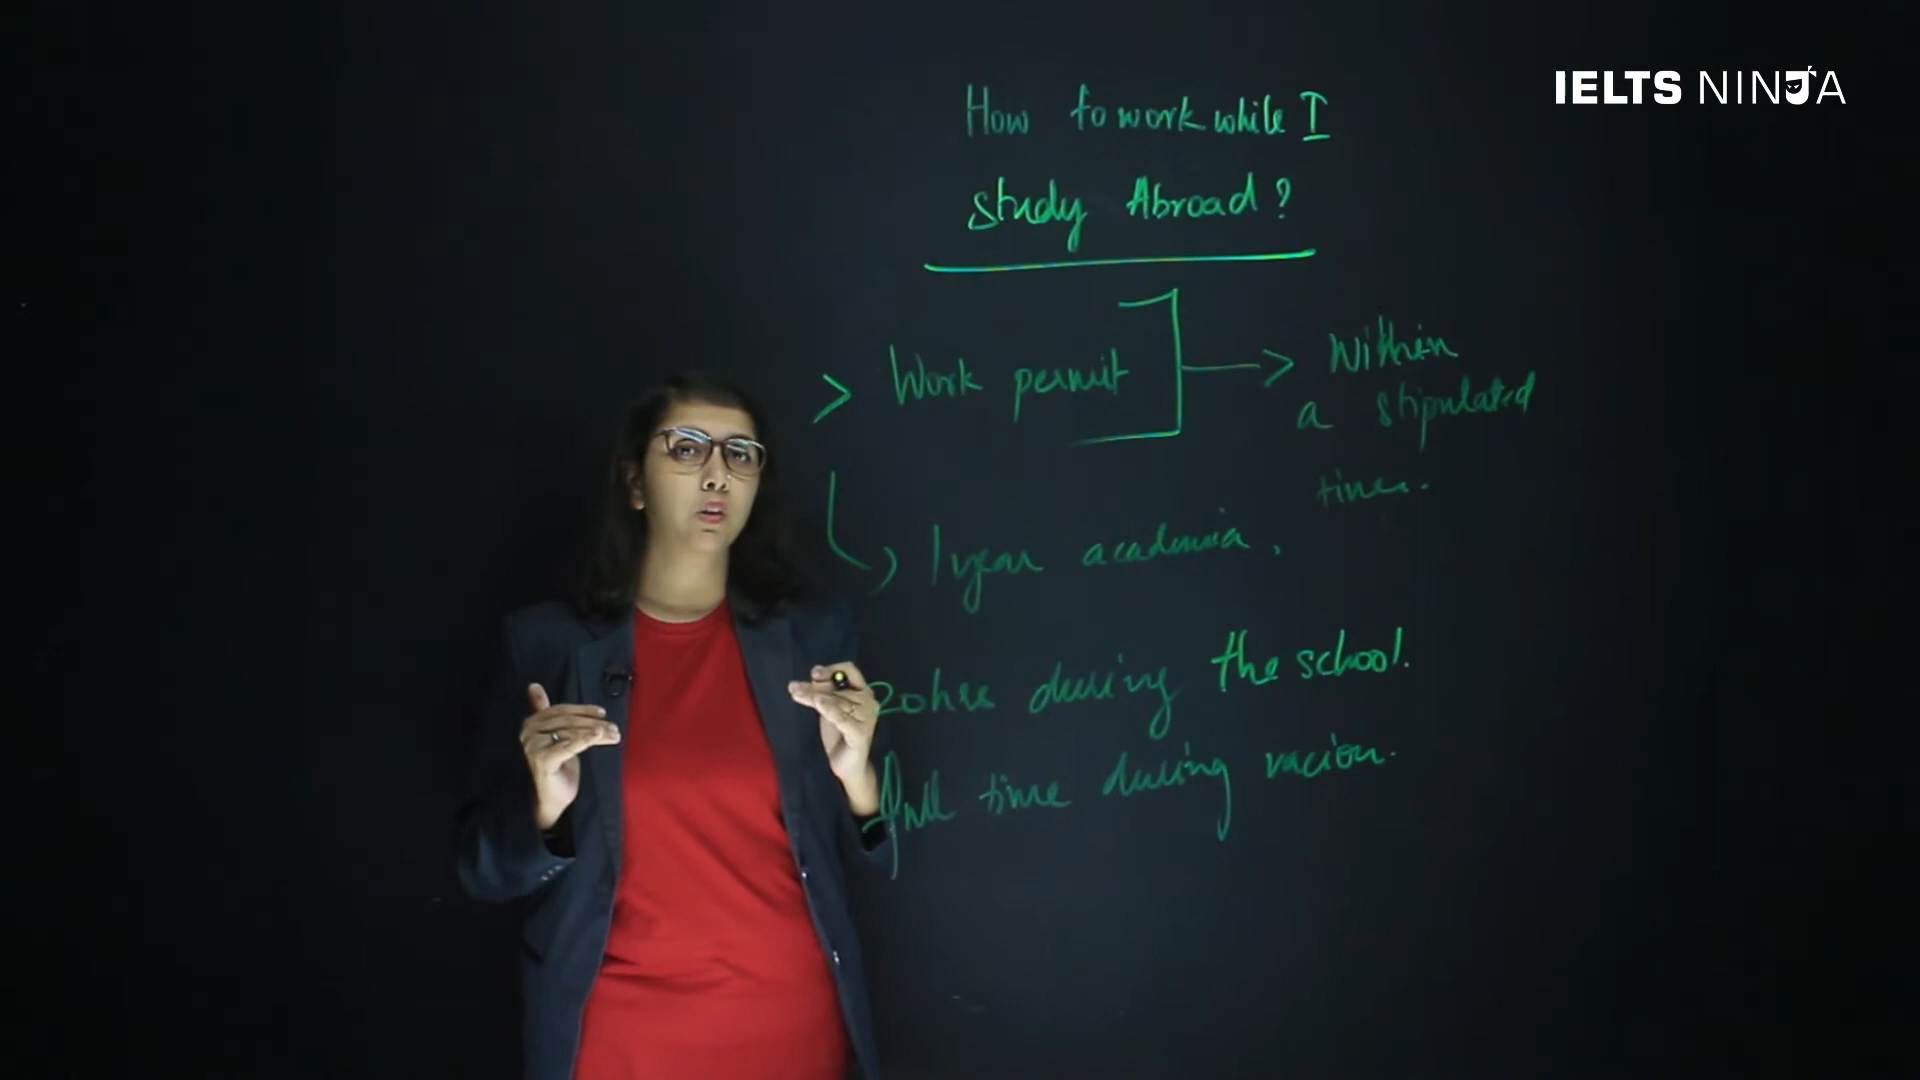 IELTS NINJA
How to work while I
study Abroad?
> Work permit
Within
a stipulated
time.
1 year academia.
20hrs during the school.
full time during vacion.